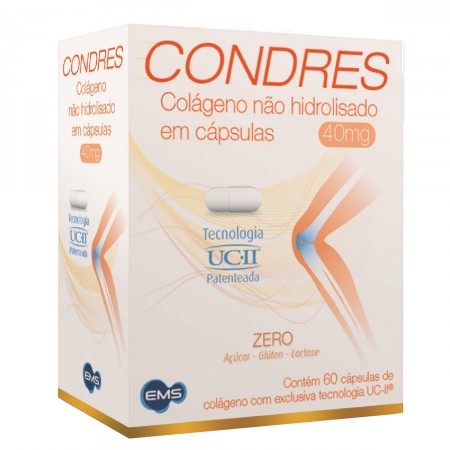 CONDRES
Colágeno
não hidrolisado
em cápsulas
40mg
Tecnologia
UC-II
Patenteada
EMS
CONDRES
Colágeno não hidrolisado
em cápsulas 40mg
Tecnologia
UC-II
Patenteada
ZERO
Açúcar - Glúten - Lactose
Contém 60 cápsulas de
colágeno com exclusiva tecnologia UC-II®